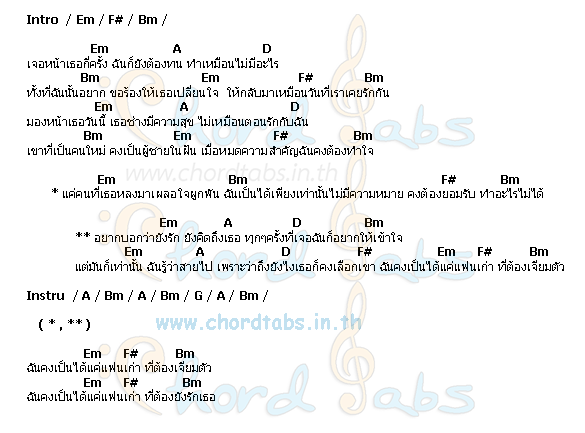 Intro / Em / F# / Bm /
Em A D
เจอหน้าเธอกี่ครั้ง ฉันก็ยังต้องทน ทำเหมือนไม่มีอะไร
Bm Em F# Bm
ทั้งที่ฉันนั้นอยาก ขอร้องให้เธอเปลี่ยนใจ ให้กลับมาเหมือนวันที่เราเคยรักกัน
Em A D
มองหน้าเธอวันนี้ เธอช่างมีความสุข ไม่เหมือนตอนรักกับฉัน
Bm Em F# Bm
เขาที่เป็นคนใหม่ คงเป็นผู้ชายในฝัน เมื่อหมดความสำคัญฉันคงต้องทำใจ
www.chordtabs.in.th
Em Bm F# Bm
* แค่คนที่เธอหลงมาเผลอใจผูกพัน ฉันเป็นได้เพียงเท่านั้นไม่มีความหมาย คงต้องยอมรับ ทำอะไรไม่ได้
Em A D Bm
** อยากบอกว่ายังรัก ยังคิดถึงเธอ ทุกๆครั้งที่เจอฉันก็อยากให้เข้าใจ
Em A D F# Em F# Bm
แต่มันก็เท่านั้น ฉันรู้ว่าสายไป เพราะว่าถึงยังไงเธอก็คงเลือกเขา ฉันคงเป็นได้แค่แฟนเก่า ที่ต้องเจียมตัว
Instru / A / Bm / A / Bm / G / A / Bm /
( * , ** )
www.chordtabs.in.th
Em F# Bm
ฉันคงเป็นได้แค่แฟนเก่า ที่ต้องเจียมตัว
Em F# Bm
ฉันคงเป็นได้แค่แฟนเก่า ที่ต้องยังรักเธอ